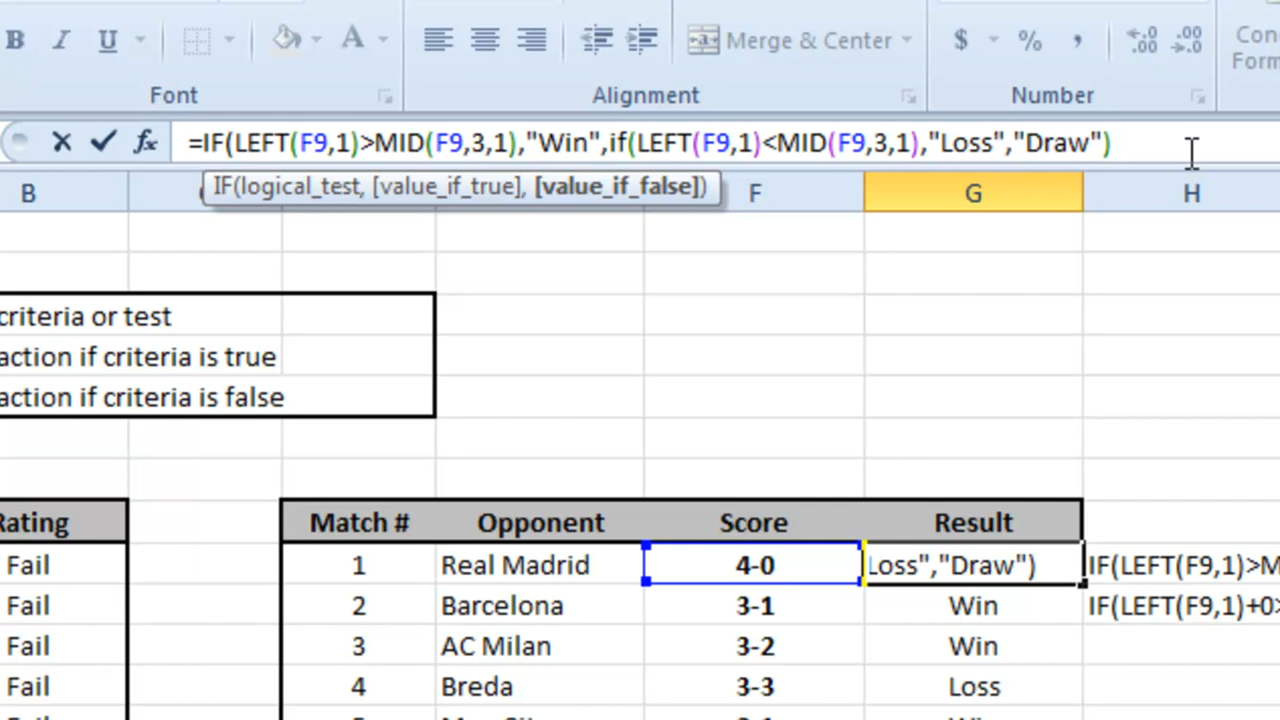 B I U A Merge & Center $ % , .00 .00
Font Alignment Number
=IF(LEFT(F9,1)>MID(F9,3,1),"Win",if(LEFT(F9,1)<MID(F9,3,1),"Loss","Draw")
IF(logical_test, [value_if_true], [value_if_false])
B F G H
criteria or test
action if criteria is true
action if criteria is false
Rating Match # Opponent Score Result
Fail 1 Real Madrid 4-0 Loss","Draw") IF(LEFT(F9,1)>M
Fail 2 Barcelona 3-1 Win IF(LEFT(F9,1)+0>
Fail 3 AC Milan 3-2 Win
Fail 4 Breda 3-3 Loss